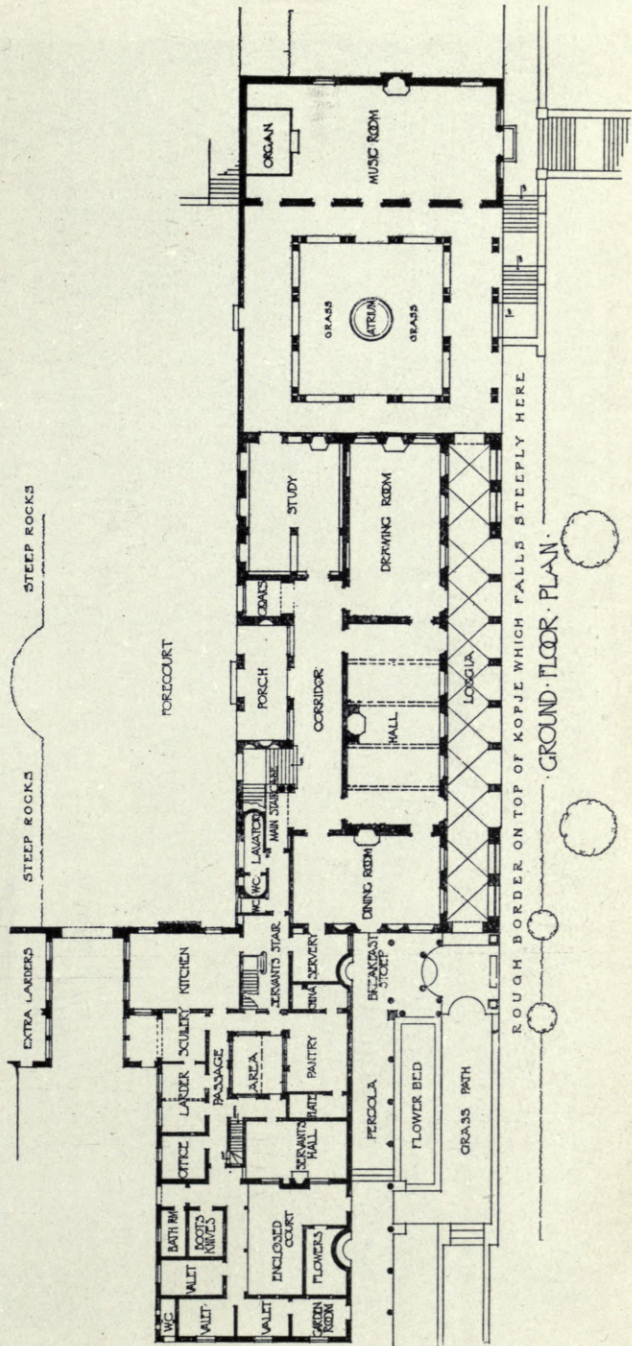 STEEP ROCKS
STEEP ROCKS
FORECOURT
EXTRA LARDERS
KITCHEN
SCULLERY
LARDER
OFFICE
BATH RM
BOOTS
KNIVES
VALET
W.C.
VALET
VALET
GARDEN
ROOM
FLOWERS
ENCLOSED
COURT
SERVANTS
HALL
PLATE
PANTRY
AREA
PASSAGE
CHINA
SERVERY
SERVANTS STAIR
WC
W.C.
LAVATORY
MAIN STAIRCASE
PORCH
COATS
STUDY
CORRIDOR
DINING ROOM
HALL
DRAWING ROOM
LOGGIA
GRASS
ATRIUM
GRASS
ORGAN
MUSIC ROOM
BREAKFAST
STOEP
PERGOLA
FLOWER BED
GRASS PATH
ROUGH BORDER ON TOP OF KOPJE WHICH FALLS STEEPLY HERE
·GROUND·FLOOR·PLAN·